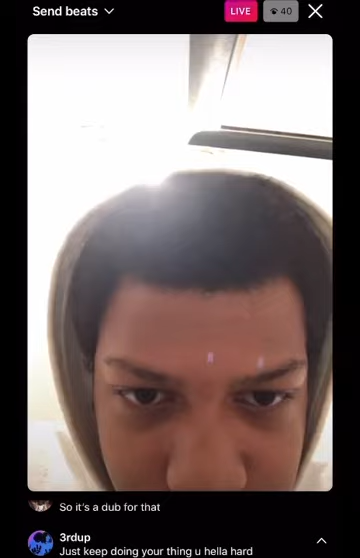 Send beats
LIVE
40
So it's a dub for that
3rdup
Just keep doing your thing u hella hard